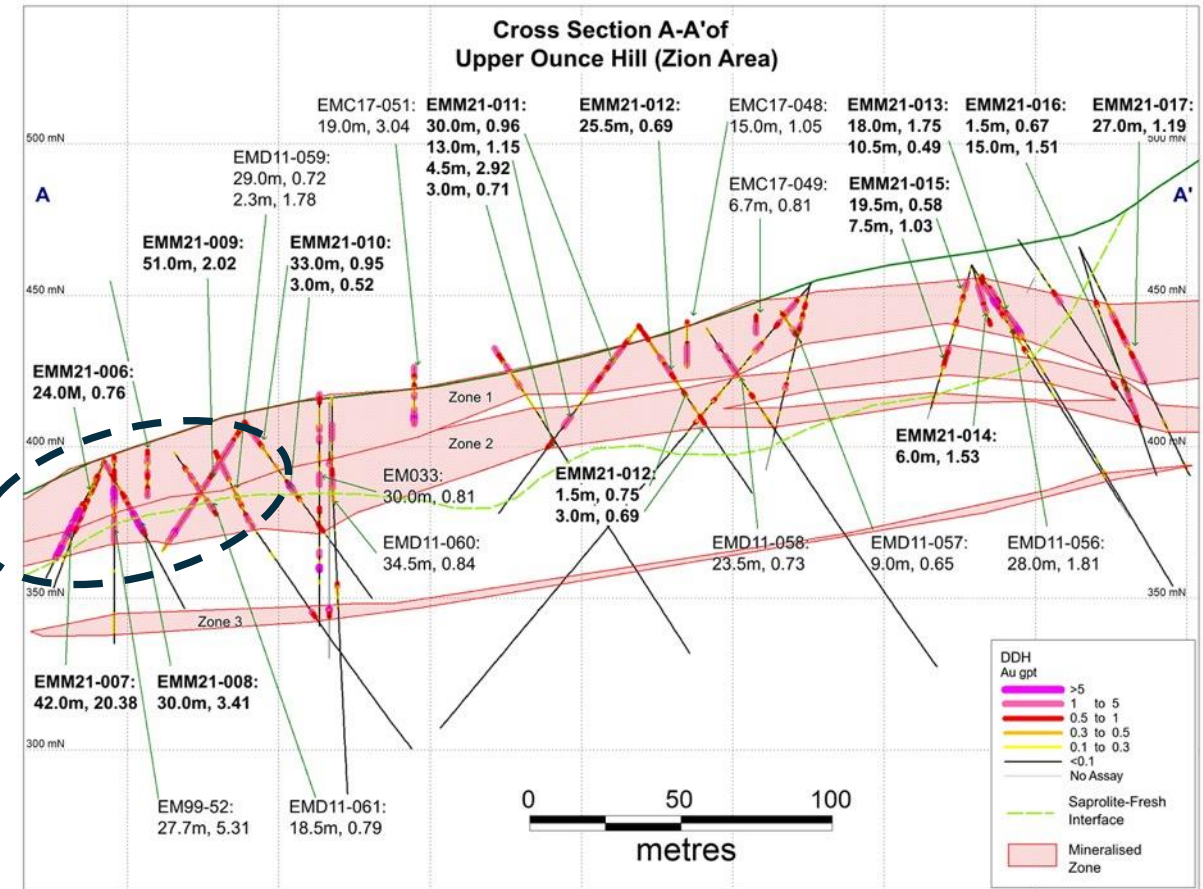 Cross Section A-A'of
Upper Ounce Hill (Zion Area)
EMC17-051:
19.0m, 3.04
EMM21-011:
30.0m, 0.96
13.0m, 1.15
4.5m, 2.92
3.0m, 0.71
EMM21-012:
25.5m, 0.69
EMC17-048:
15.0m, 1.05
EMM21-013:
18.0m, 1.75
10.5m, 0.49
EMM21-016:
1.5m, 0.67
15.0m, 1.51
EMM21-017:
27.0m, 1.19
500 mN
500 mN
EMD11-059:
29.0m, 0.72
2.3m, 1.78
EMC17-049:
6.7m, 0.81
EMM21-015:
19.5m, 0.58
7.5m, 1.03
A
A'
EMM21-009:
51.0m, 2.02
EMM21-010:
33.0m, 0.95
3.0m, 0.52
450 mN
450 mN
EMM21-006:
24.0M, 0.76
Zone 1
Zone 2
400 mN
400 mN
EMM21-014:
6.0m, 1.53
EM033:
30.0m, 0.81
EMM21-012:
1.5m, 0.75
3.0m, 0.69
EMD11-060:
34.5m, 0.84
EMD11-058:
23.5m, 0.73
EMD11-057:
9.0m, 0.65
EMD11-056:
28.0m, 1.81
350 mN
350 mN
Zone 3
EMM21-007:
42.0m, 20.38
EMM21-008:
30.0m, 3.41
300 mN
EM99-52:
27.7m, 5.31
EMD11-061:
18.5m, 0.79
0 50 100
metres
DDH
Au gpt
>5
1 to 5
0.5 to 1
0.3 to 0.5
0.1 to 0.3
<0.1
No Assay
Saprolite-Fresh
Interface
Mineralised
Zone